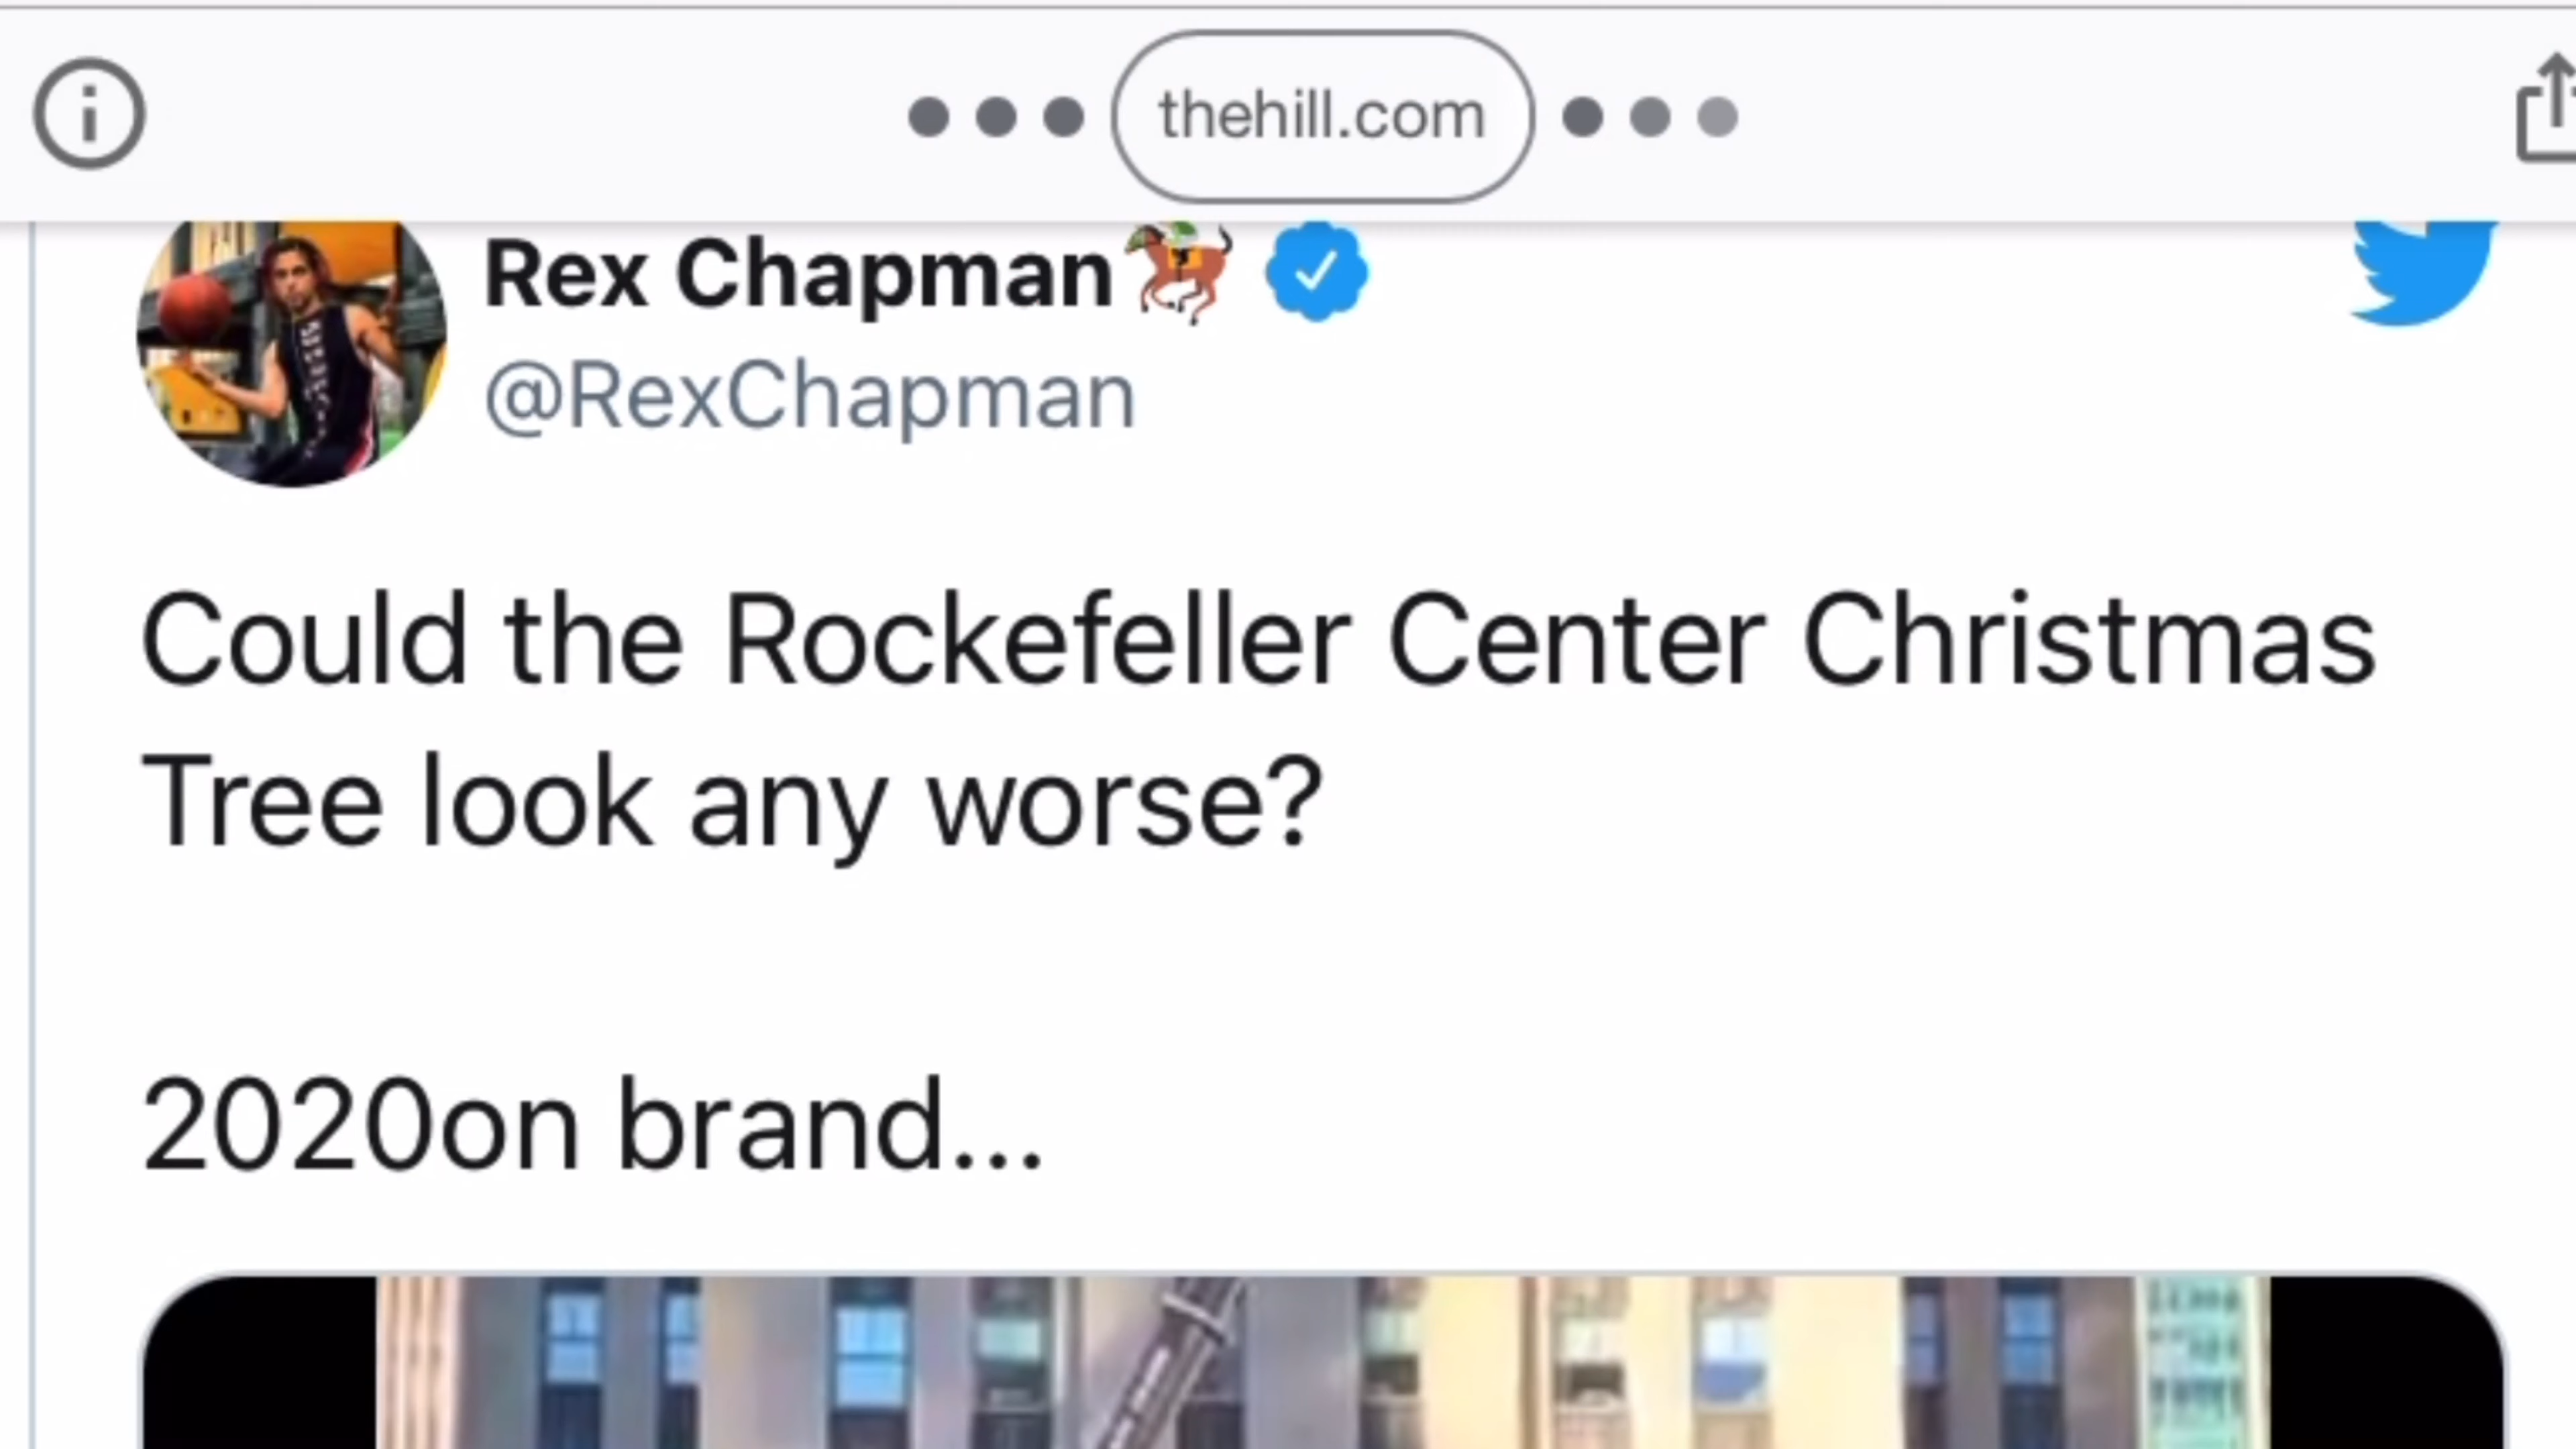 thehill.com
Rex Chapman
@RexChapman
Could the Rockefeller Center Christmas
Tree look any worse?
2020on brand...